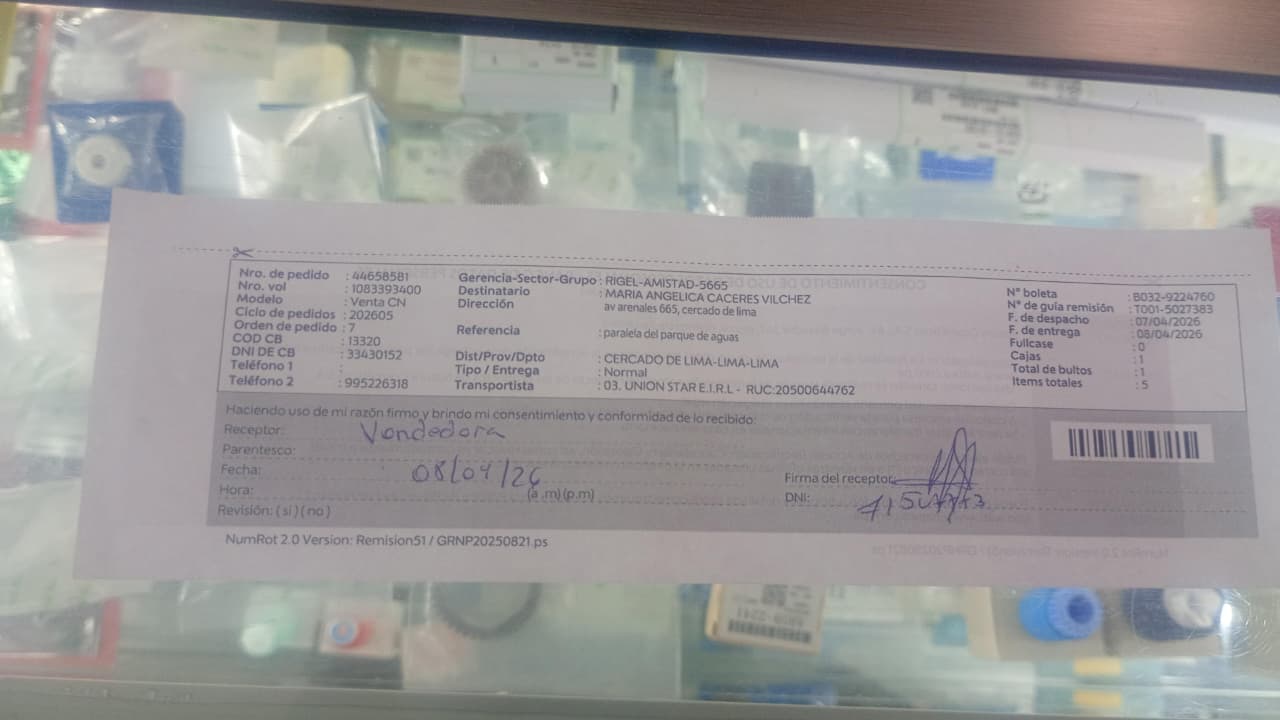 Nro. de pedido : 44658581
Nro. vol : 1083393400
Modelo : Venta CN
Ciclo de pedidos : 202605
Orden de pedido : 7
COD CB : 13320
DNI DE CB : 33430152
Teléfono 1 :
Teléfono 2 : 995226318
Gerencia-Sector-Grupo : RIGEL-AMISTAD-5665
Destinatario : MARIA ANGELICA CACERES VILCHEZ
Dirección av arenales 665, cercado de lima
Referencia : paralela del parque de aguas
Dist/Prov/Dpto : CERCADO DE LIMA-LIMA-LIMA
Tipo / Entrega : Normal
Transportista : 03. UNION STAR E.I.R.L - RUC:20500644762
N° boleta : B032-9224760
N° de guía remisión : T001-5027383
F. de despacho : 07/04/2026
F. de entrega : 08/04/2026
Fullcase : 0
Cajas : 1
Total de bultos : 1
Items totales : 5
Haciendo uso de mi razón firmo y brindo mi consentimiento y conformidad de lo recibido:
Receptor: Vendedora
Parentesco:
Fecha: 08/04/26
Hora: (a.m)(p.m)
Revisión: ( si ) ( no )
Firma del receptor:
DNI:
NumRot 2.0 Version: Remision51 / GRNP20250821.ps